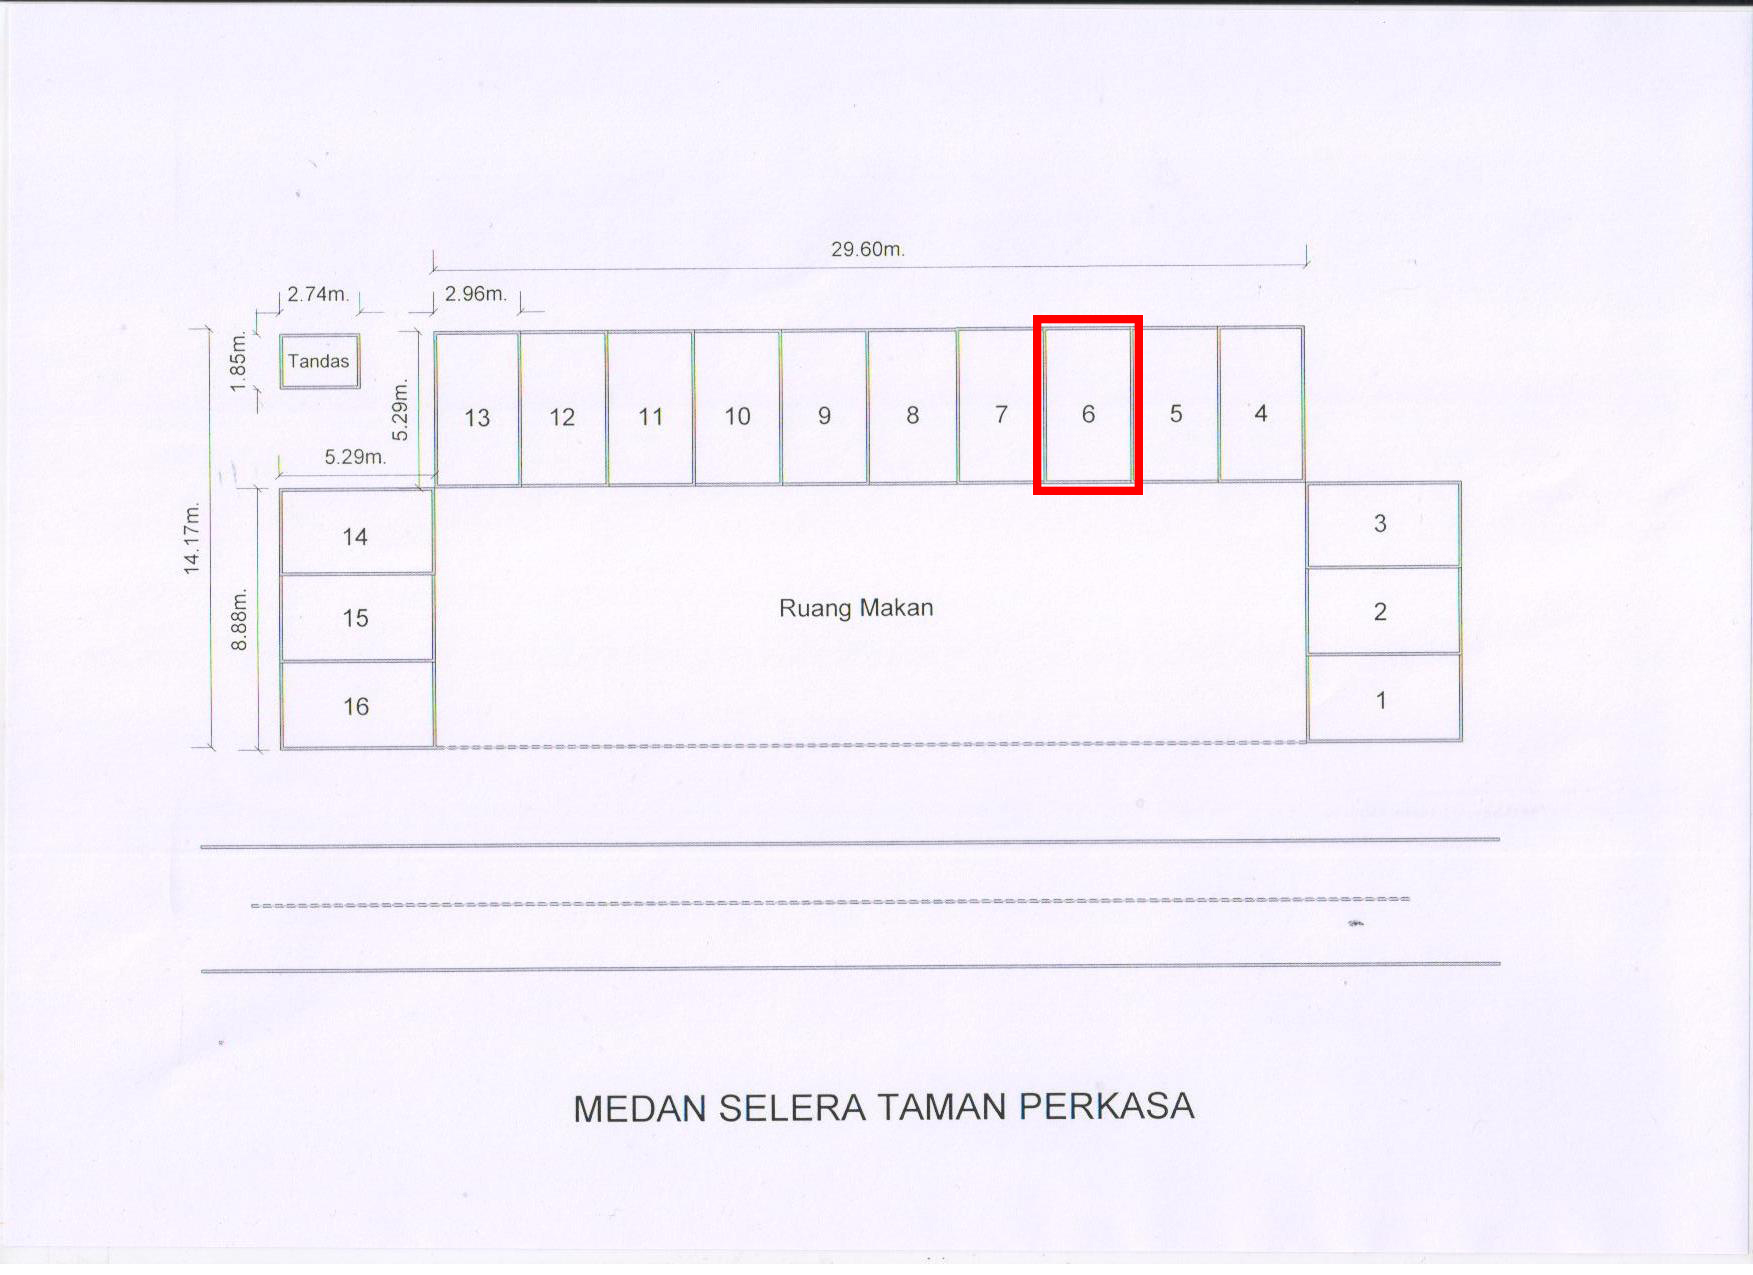 29.60m.
2.74m.
2.96m.
1.85m.
Tandas
5.29m.
13
12
11
10
9
8
7
6
5
4
5.29m.
14.17m.
8.88m.
14
15
16
Ruang Makan
3
2
1
MEDAN SELERA TAMAN PERKASA